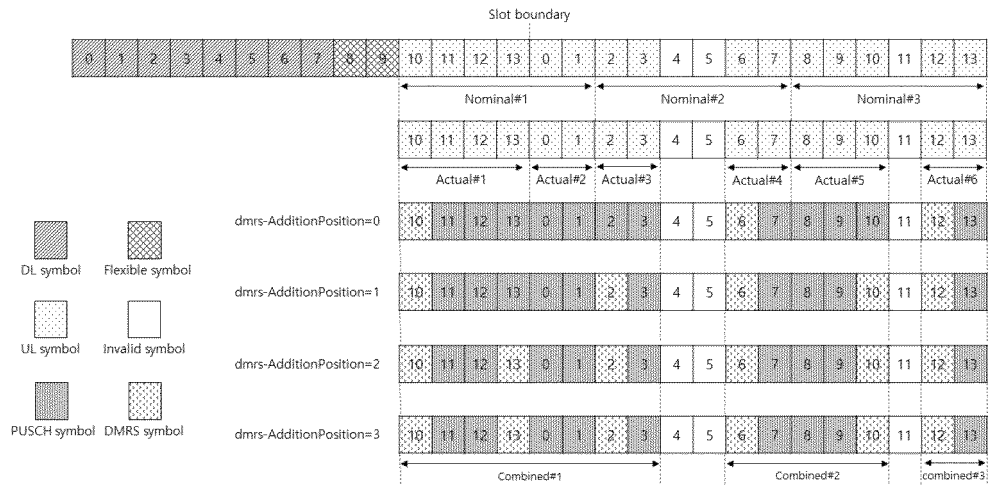 Slot boundary
0 1 2 3 4 5 6 7 8 9 10 11 12 13 0 1 2 3 4 5 6 7 8 9 10 11 12 13
Nominal#1 Nominal#2 Nominal#3
10 11 12 13 0 1 2 3 4 5 6 7 8 9 10 11 12 13
Actual#1 Actual#2 Actual#3 Actual#4 Actual#5 Actual#6
dmrs-AdditionPosition=0 10 11 12 13 0 1 2 3 4 5 6 7 8 9 10 11 12 13
DL symbol Flexible symbol
dmrs-AdditionPosition=1 10 11 12 13 0 1 2 3 4 5 6 7 8 9 10 11 12 13
UL symbol Invalid symbol
dmrs-AdditionPosition=2 10 11 12 13 0 1 2 3 4 5 6 7 8 9 10 11 12 13
PUSCH symbol DMRS symbol
dmrs-AdditionPosition=3 10 11 12 13 0 1 2 3 4 5 6 7 8 9 10 11 12 13
Combined#1 Combined#2 combined#3